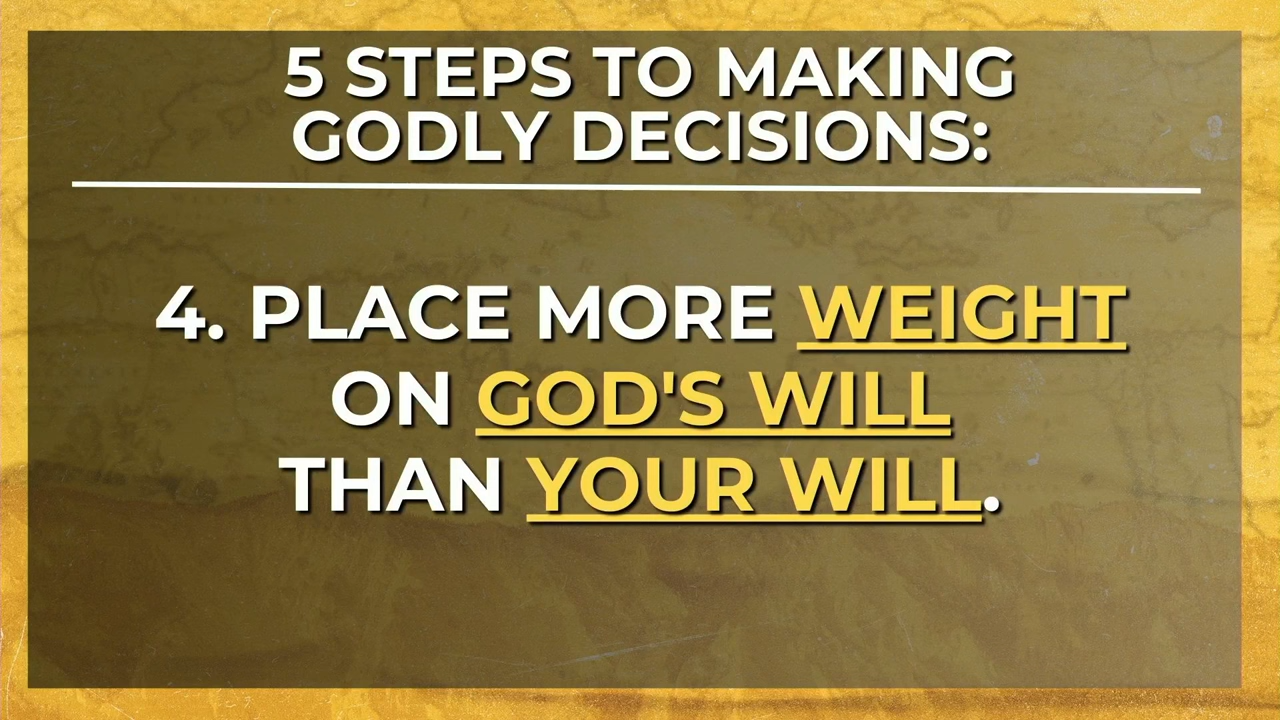 5 STEPS TO MAKING
GODLY DECISIONS:
4. PLACE MORE WEIGHT
ON GOD'S WILL
THAN YOUR WILL.